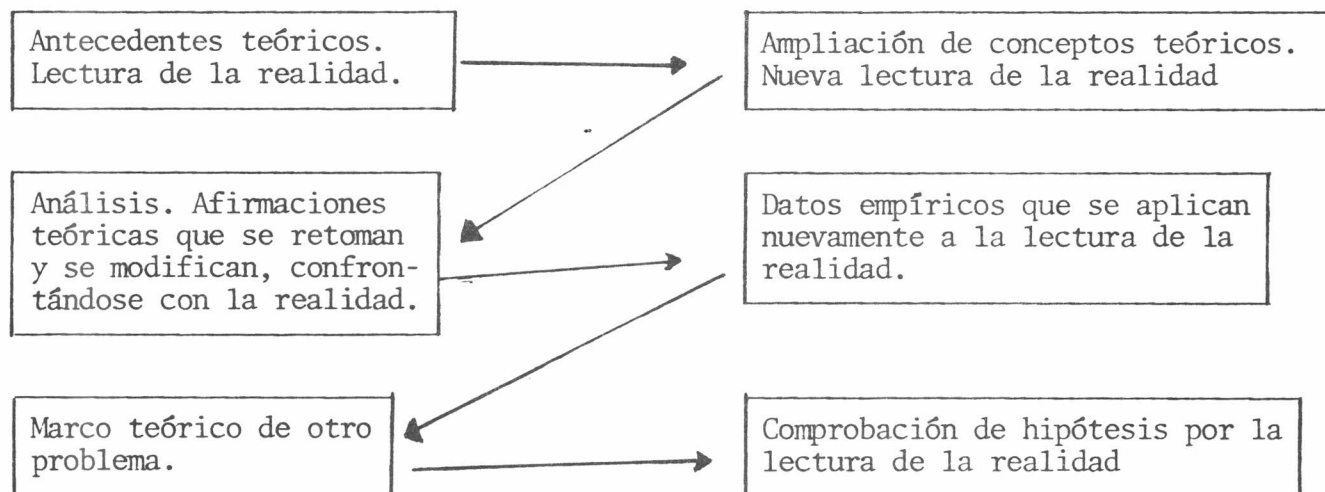 Antecedentes teóricos.
Lectura de la realidad.
Ampliación de conceptos teóricos.
Nueva lectura de la realidad
Análisis. Afirmaciones
teóricas que se retoman
y se modifican, confron-
tándose con la realidad.
Datos empíricos que se aplican
nuevamente a la lectura de la
realidad.
Marco teórico de otro
problema.
Comprobación de hipótesis por la
lectura de la realidad